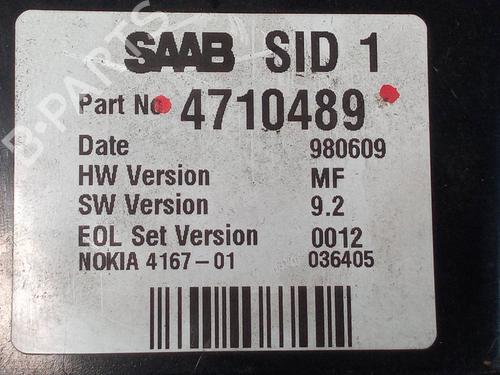 SAAB SID 1
Part No 4710489
Date 980609
HW Version MF
SW Version 9.2
EOL Set Version 0012
NOKIA 4167-01 036405
B-PARTS